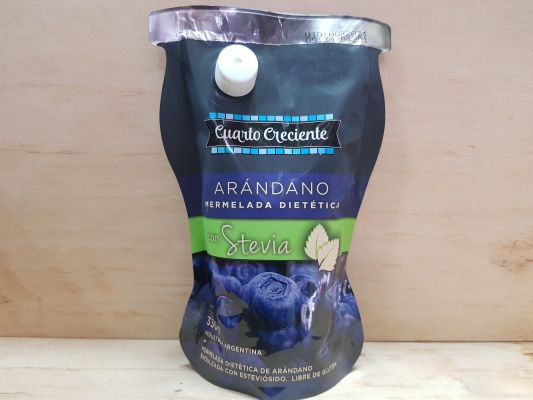 Cuarto Creciente
ARÁNDANO
MERMELADA DIETÉTICA
con Stevia
INDUSTRIA ARGENTINA
MERMELADA DIETÉTICA DE ARÁNDANO
ENDULZADA CON ESTEVIÓSIDO. LIBRE DE GLUTEN